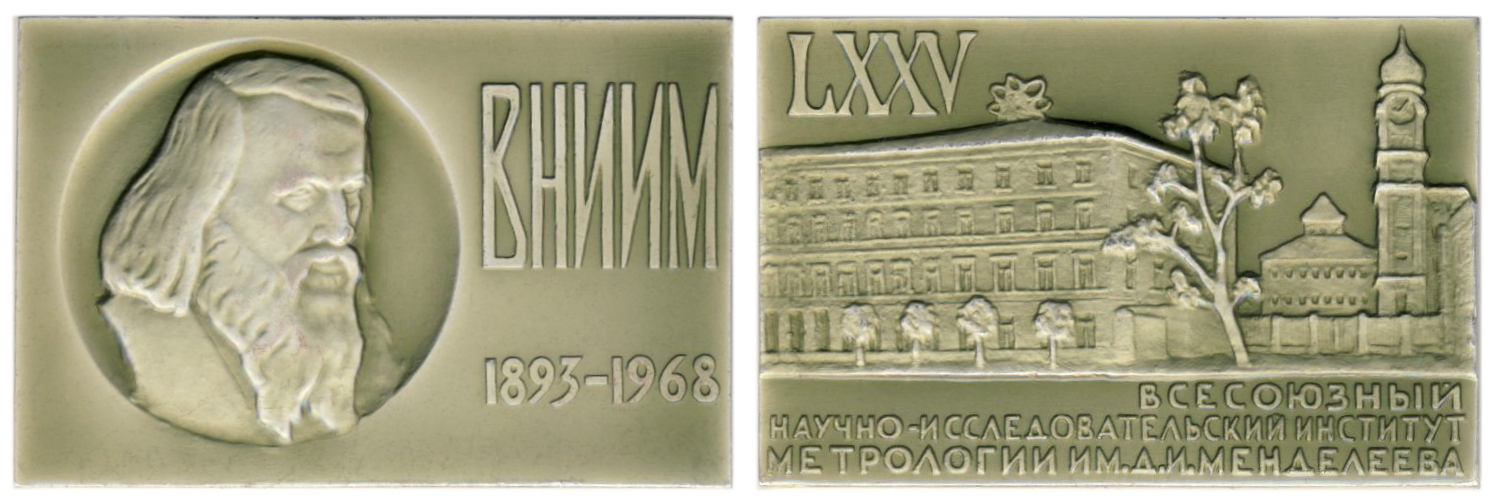 ВНИИМ
1893-1968
LXXV
ВСЕСОЮЗНЫЙ
НАУЧНО-ИССЛЕДОВАТЕЛЬСКИЙ ИНСТИТУТ
МЕТРОЛОГИИ ИМ.Д.И.МЕНДЕЛЕЕВА